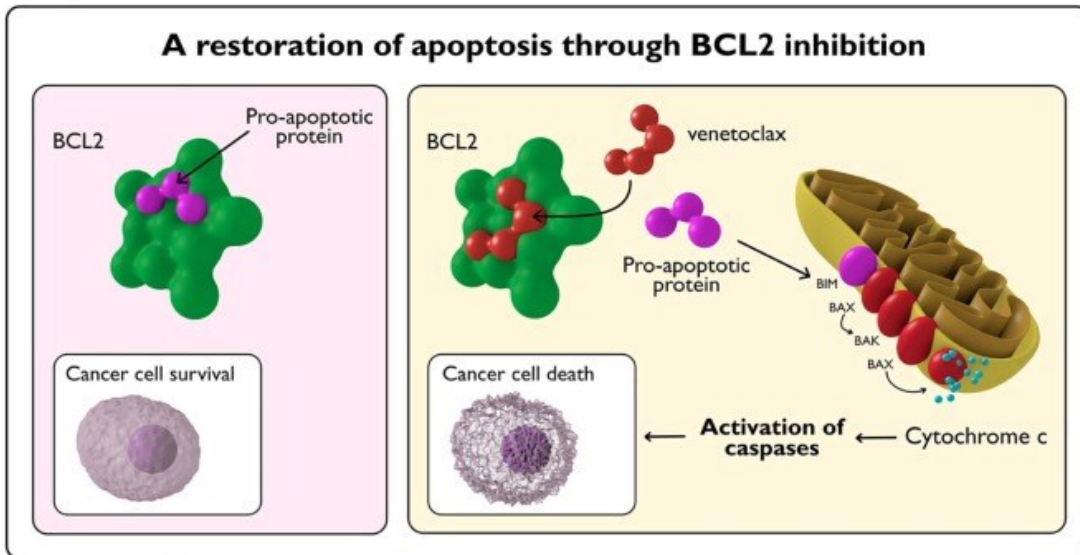 A restoration of apoptosis through BCL2 inhibition
BCL2
Pro-apoptotic
protein
Cancer cell survival
BCL2
venetoclax
Pro-apoptotic
protein
BIM
BAX
BAK
BAX
Cancer cell death
Activation of
caspases
Cytochrome c